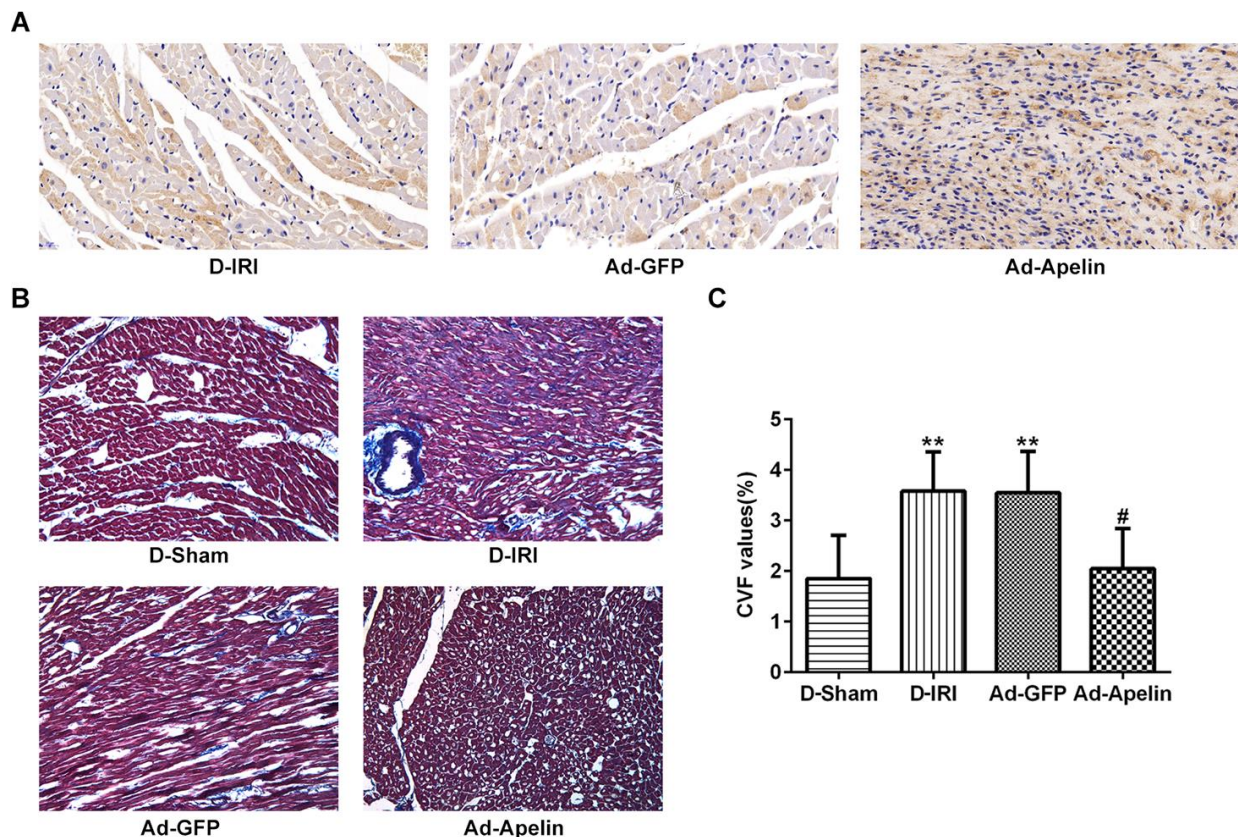 A
D-IRI Ad-GFP Ad-Apelin
B
D-Sham D-IRI
Ad-GFP Ad-Apelin
C
CVF values(%)
5
4
3
2
1
0
** ** #
D-Sham D-IRI Ad-GFP Ad-Apelin